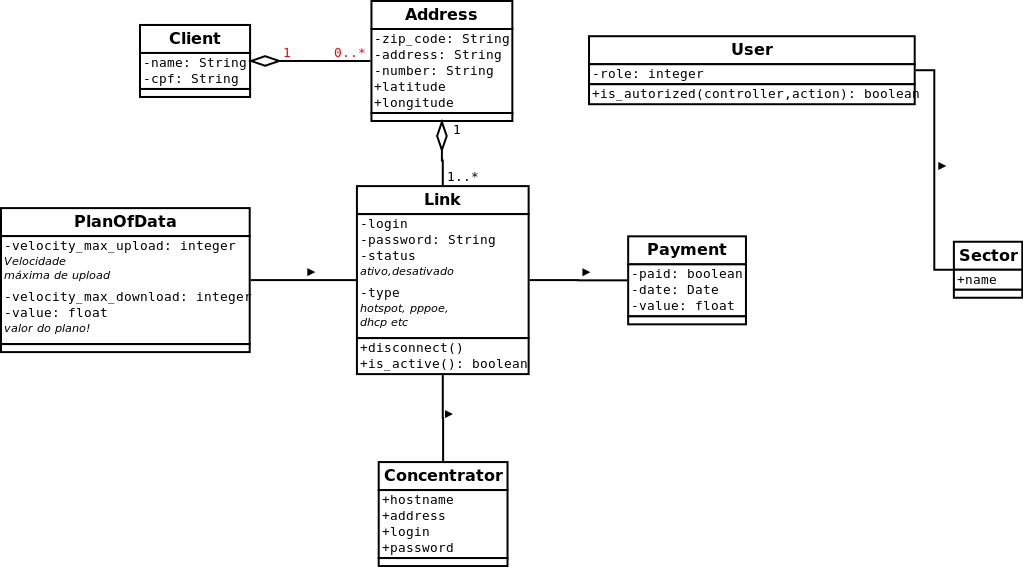 Client
-name: String
-cpf: String
1
0..*
Address
-zip_code: String
-address: String
-number: String
+latitude
+longitude
1
1..*
User
-role: integer
+is_autorized(controller,action): boolean
PlanOfData
-velocity_max_upload: integer
Velocidade
máxima de upload
-velocity_max_download: integer
-value: float
valor do plano!
Link
-login
-password: String
-status
ativo,desativado
-type
hotspot, pppoe,
dhcp etc
+disconnect()
+is_active(): boolean
Payment
-paid: boolean
-date: Date
-value: float
Sector
+name
Concentrator
+hostname
+address
+login
+password